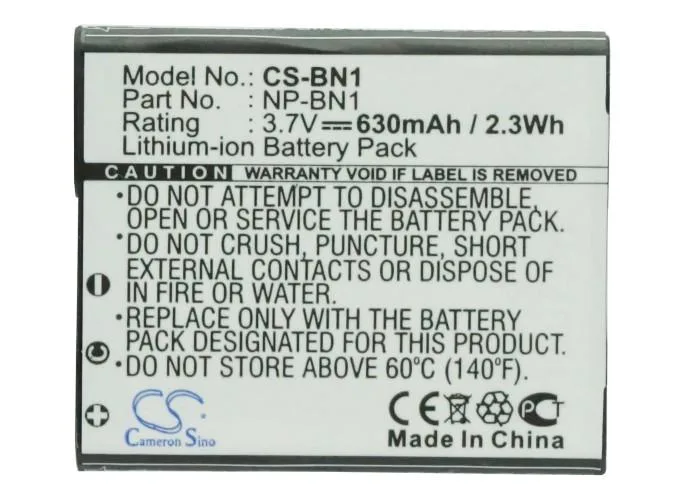 Model No.: CS-BN1
Part No. : NP-BN1
Rating : 3.7V 630mAh / 2.3Wh
Lithium-ion Battery Pack
CAUTION WARRANTY VOID IF LABEL IS REMOVED
·DO NOT ATTEMPT TO DISASSEMBLE,
OPEN OR SERVICE THE BATTERY PACK.
·DO NOT CRUSH, PUNCTURE, SHORT
EXTERNAL CONTACTS OR DISPOSE OF
IN FIRE OR WATER.
·REPLACE ONLY WITH THE BATTERY
PACK DESIGNATED FOR THIS PRODUCT.
·DO NOT STORE ABOVE 60°C (140°F).
CS
Cameron Sino
CE PCT
Made In China